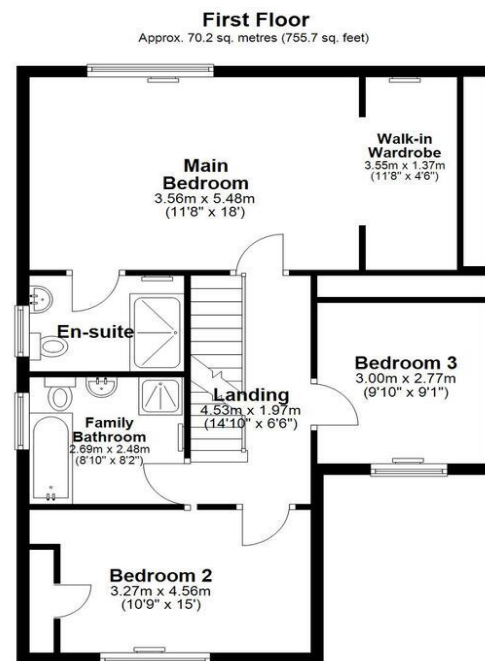 First Floor
Approx. 70.2 sq. metres (755.7 sq. feet)
Main
Bedroom
3.56m x 5.48m
(11'8" x 18')
Walk-in
Wardrobe
3.55m x 1.37m
(11'8" x 4'6")
En-suite
Bedroom 3
3.00m x 2.77m
(9'10" x 9'1")
Landing
4.53m x 1.97m
(14'10" x 6'6")
Family
Bathroom
2.69m x 2.48m
(8'10" x 8'2")
Bedroom 2
3.27m x 4.56m
(10'9" x 15')